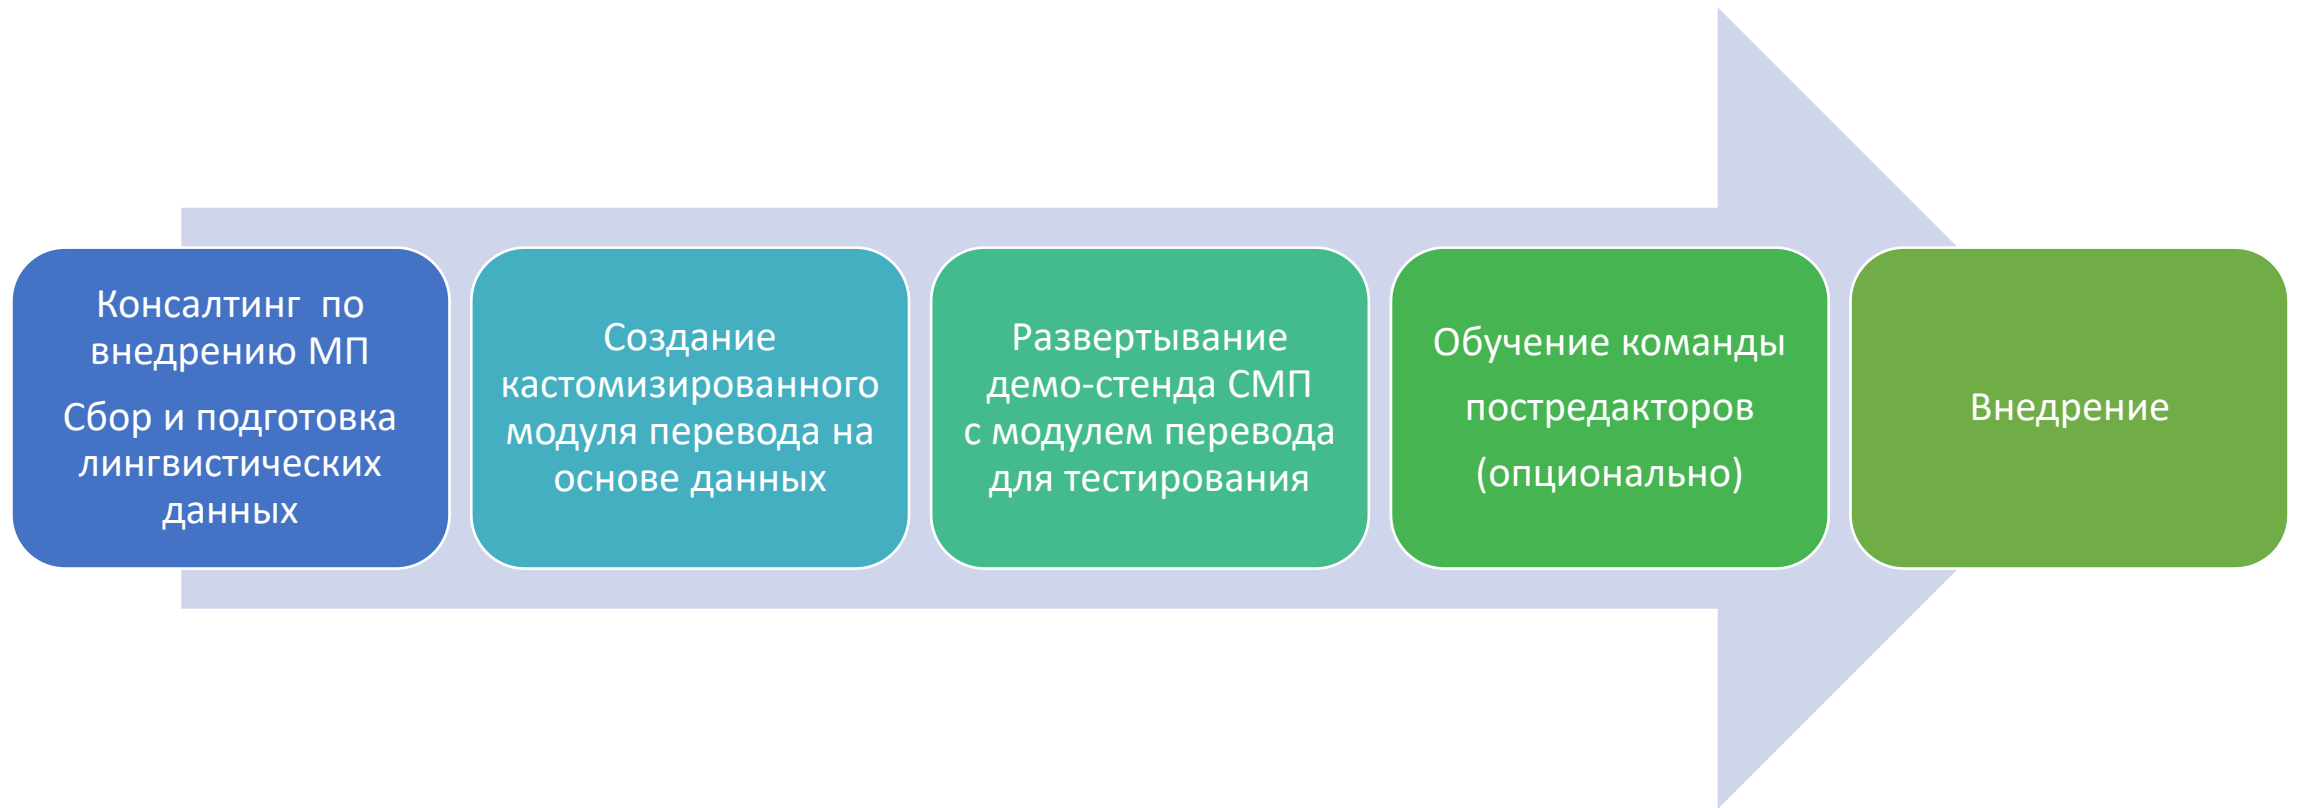 Консалтинг по
внедрению МП
Сбор и подготовка
лингвистических
данных
Создание
кастомизированного
модуля перевода на
основе данных
Развертывание
демо-стенда СМП
с модулем перевода
для тестирования
Обучение команды
постредакторов
(опционально)
Внедрение